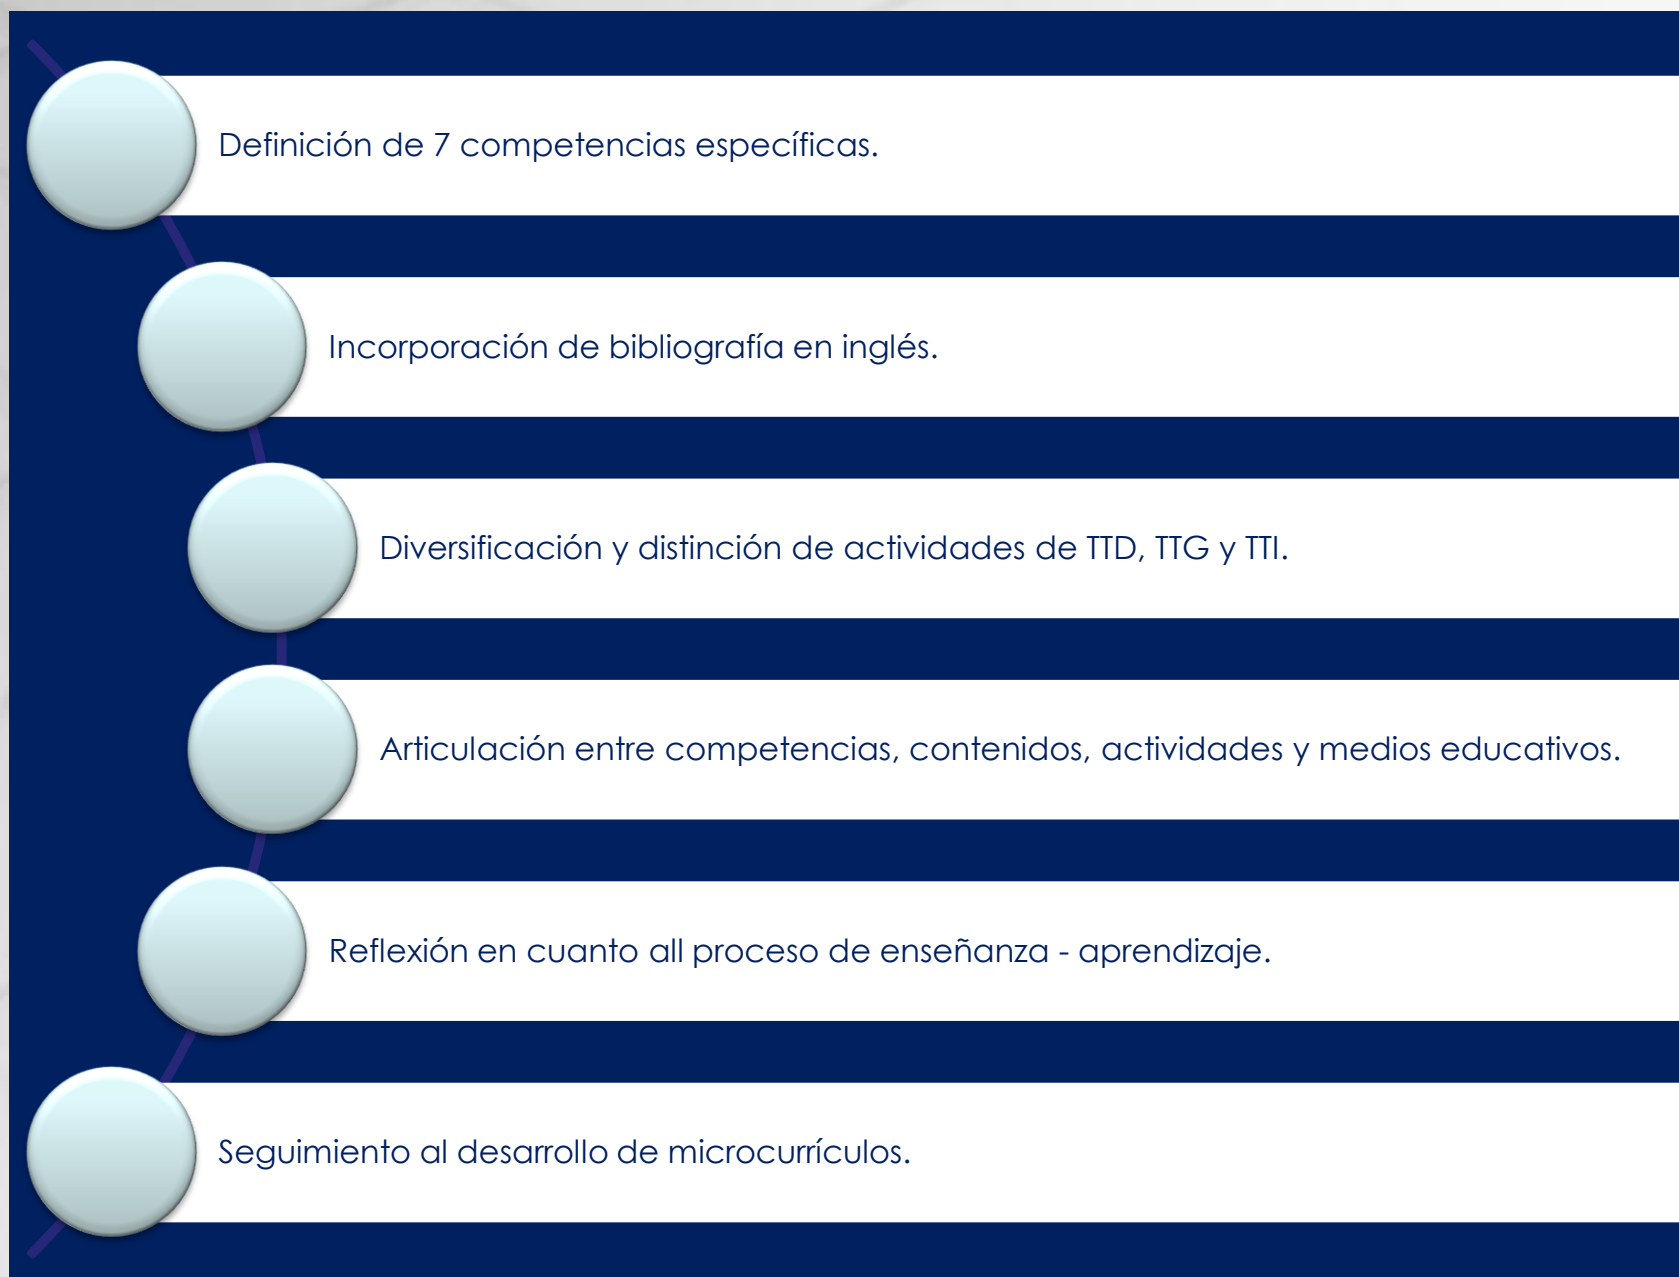 Definición de 7 competencias específicas.
Incorporación de bibliografía en inglés.
Diversificación y distinción de actividades de TTD, TTG y TTI.
Articulación entre competencias, contenidos, actividades y medios educativos.
Reflexión en cuanto all proceso de enseñanza - aprendizaje.
Seguimiento al desarrollo de microcurrículos.